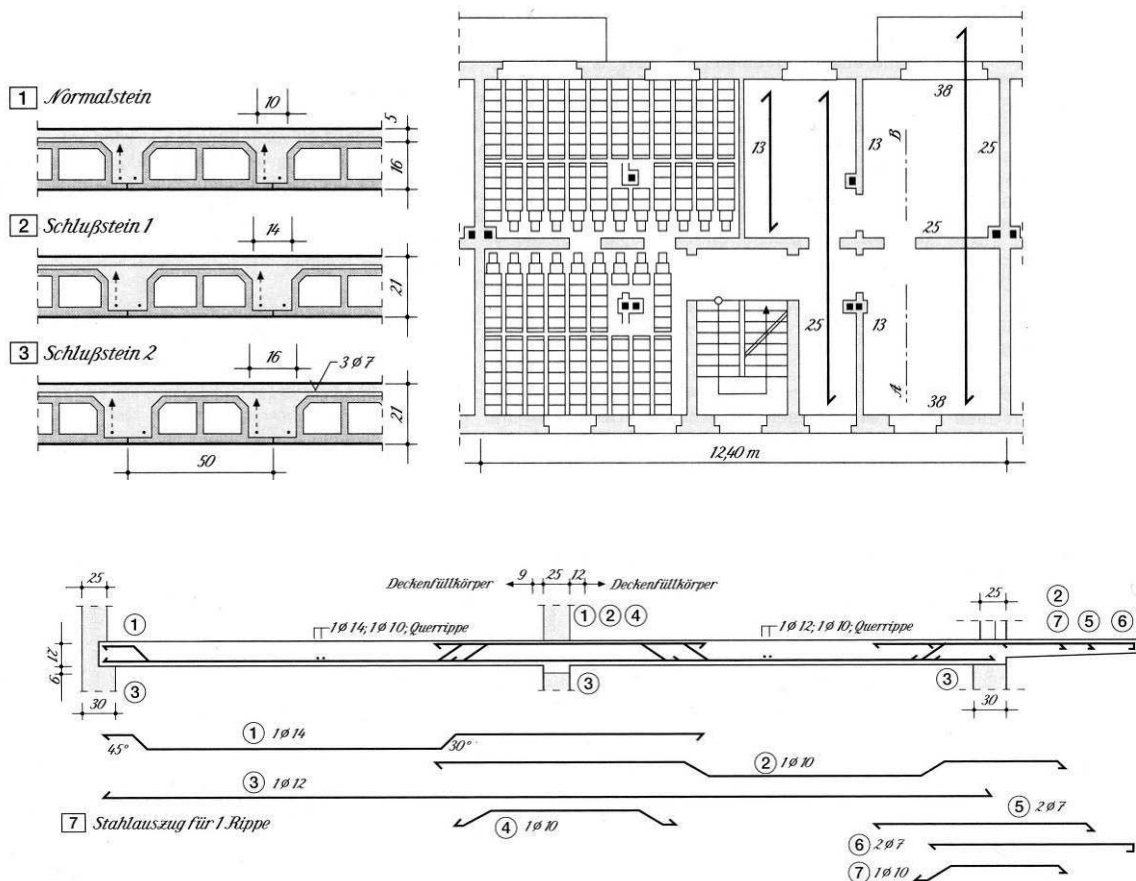 1 Normalstein
10
5
16
2 Schlußstein 1
14
21
3 Schlußstein 2
16
3 ø 7
21
50
38
13
13
B
25
25
25
13
A
38
12,40 m
25
Deckenfüllkörper
9 25 12
Deckenfüllkörper
25
2
1
1 ø 14; 1 ø 10; Querrippe
1 2 4
1 ø 12; 1 ø 10; Querrippe
7 5 6
21
6
3
3
3
30
30
1 1 ø 14
45°
30°
2 1 ø 10
3 1 ø 12
7 Stahlauszug für 1 Rippe
4 1 ø 10
5 2 ø 7
6 2 ø 7
7 1 ø 10